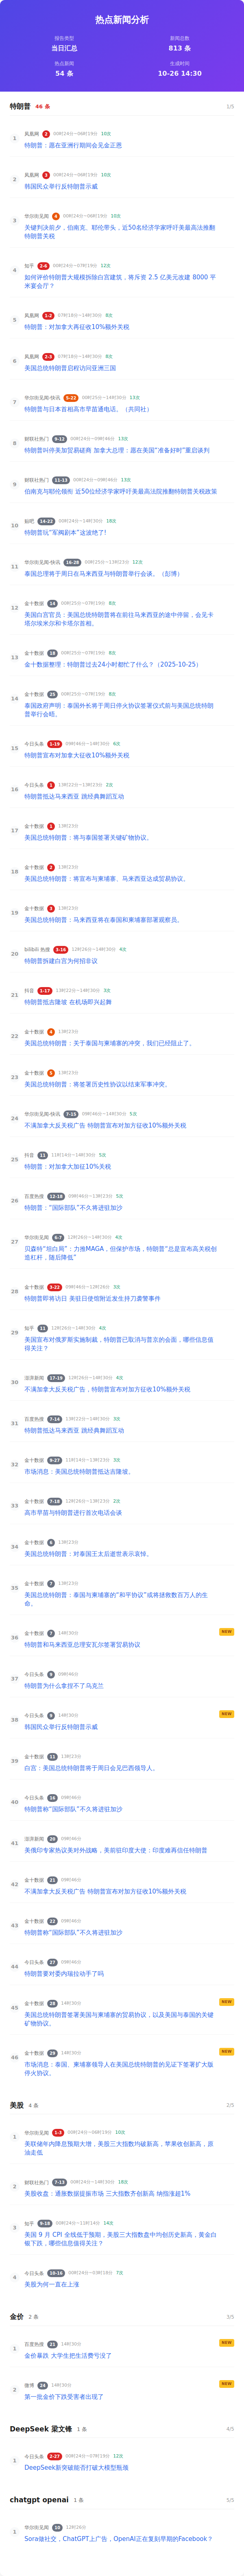 热点新闻分析
报告类型
当日汇总
新闻总数
813 条
热点新闻
54 条
生成时间
10-26 14:30
特朗普 46 条 1/5
1 凤凰网 2 00时24分~06时19分 10次
特朗普：愿在亚洲行期间会见金正恩
2 凤凰网 3 00时24分~06时19分 10次
韩国民众举行反特朗普示威
3 华尔街见闻 4 00时24分~06时19分 10次
关键判决前夕，伯南克、耶伦带头，近50名经济学家呼吁美最高法推翻
特朗普关税
4 知乎 00时24分~07时19分 12次
如何评价特朗普大规模拆除白宫建筑，将斥资 2.5 亿美元改建 8000 平
米宴会厅？
5 凤凰网 1-2 07时18分~14时30分 8次
特朗普：对加拿大再征收10%额外关税
6 凤凰网 2-3 07时18分~14时30分 8次
美国总统特朗普启程访问亚洲三国
7 华尔街见闻-快讯 5-22 00时25分~14时30分 13次
特朗普与日本首相高市早苗通电话。（共同社）
8 财联社热门 9-12 00时24分~09时46分 13次
特朗普叫停美加贸易磋商 加拿大总理：愿在美国“准备好时”重启谈判
9 财联社热门 11-13 00时24分~09时46分 13次
伯南克与耶伦领衔 近50位经济学家呼吁美最高法院推翻特朗普关税政策
10 贴吧 14-22 00时24分~14时30分 18次
特朗普玩“军阀剧本”这波绝了!
11 华尔街见闻-快讯 16-28 00时25分~13时23分 12次
泰国总理将于周日在马来西亚与特朗普举行会谈。（彭博）
12 金十数据 14 00时25分~07时19分 9次
美国白宫官员：美国总统特朗普将在前往马来西亚的途中停留，会见卡
塔尔埃米尔和卡塔尔首相。
13 金十数据 18 00时25分~07时19分 8次
金十数据整理：特朗普过去24小时都忙了什么？（2025-10-25）
14 金十数据 25 00时25分~07时19分 9次
泰国政府声明：泰国外长将于周日停火协议签署仪式前与美国总统特朗
普举行会晤。
15 今日头条 1-19 09时46分~14时30分 6次
特朗普宣布对加拿大征收10%额外关税
16 今日头条 1 13时22分~13时23分 2次
特朗普抵达马来西亚 跳经典舞蹈互动
17 金十数据 1 13时23分
美国总统特朗普：将与泰国签署关键矿物协议。
18 金十数据 2 13时23分
美国总统特朗普：将宣布与柬埔寨、马来西亚达成贸易协议。
19 金十数据 3 13时23分
美国总统特朗普：马来西亚将在泰国和柬埔寨部署观察员。
20 bilibili 热搜 3-16 12时26分~14时30分 4次
特朗普拆建白宫为何招非议
21 抖音 1-17 13时22分~14时30分 3次
特朗普抵吉隆坡 在机场即兴起舞
22 金十数据 4 13时23分
美国总统特朗普：关于泰国与柬埔寨的冲突，我们已经阻止了。
23 金十数据 5 13时23分
美国总统特朗普：将签署历史性协议以结束军事冲突。
24 华尔街见闻-快讯 7-15 09时46分~14时30分 5次
不满加拿大反关税广告 特朗普宣布对加方征收10%额外关税
25 抖音 11 11时14分~14时30分 5次
特朗普：对加拿大加征10%关税
26 百度热搜 12-18 09时46分~13时23分 5次
特朗普：“国际部队”不久将进驻加沙
27 华尔街见闻 6-7 12时26分~14时30分 4次
贝森特“坦白局”：力推MAGA，但保护市场，特朗普“总是宣布高关税创
造杠杆，随后降低”
28 金十数据 3-22 09时46分~12时26分 3次
特朗普即将访日 美驻日使馆附近发生持刀袭警事件
29 知乎 11 12时26分~14时30分 4次
美国宣布对俄罗斯实施制裁，特朗普已取消与普京的会面，哪些信息值
得关注？
30 澎湃新闻 17-19 12时26分~14时30分 4次
不满加拿大反关税广告，特朗普宣布对加方征收10%额外关税
31 百度热搜 7-14 13时22分~14时30分 3次
特朗普抵达马来西亚 跳经典舞蹈互动
32 金十数据 9-27 11时14分~13时23分 3次
市场消息：美国总统特朗普抵达吉隆坡。
33 金十数据 7-18 12时26分~13时23分 2次
高市早苗与特朗普进行首次电话会谈
34 金十数据 6 13时23分
美国总统特朗普：对泰国王太后逝世表示哀悼。
35 金十数据 7 13时23分
美国总统特朗普：泰国与柬埔寨的“和平协议”或将拯救数百万人的生
命。
36 金十数据 7 14时30分 NEW
特朗普和马来西亚总理安瓦尔签署贸易协议
37 今日头条 8 09时46分
特朗普为什么拿捏不了乌克兰
38 今日头条 9 14时30分 NEW
韩国民众举行反特朗普示威
39 金十数据 11 13时23分
白宫：美国总统特朗普将于周日会见巴西领导人。
40 今日头条 16 09时46分
特朗普称“国际部队”不久将进驻加沙
41 澎湃新闻 20 09时46分
美俄印专家热议美对外战略，美前驻印度大使：印度难再信任特朗普
42 金十数据 21 09时46分
不满加拿大反关税广告 特朗普宣布对加方征收10%额外关税
43 金十数据 22 09时46分
特朗普称“国际部队”不久将进驻加沙
44 今日头条 27 09时46分
特朗普要对委内瑞拉动手了吗
45 金十数据 28 14时30分 NEW
美国总统特朗普签署美国与马来西亚的贸易协议，以及美国与泰国的关键
矿物协议。
46 金十数据 29 14时30分 NEW
市场消息：泰国、柬埔寨领导人在美国总统特朗普的见证下签署扩大版
停火协议。
美股 4 条 2/5
1 华尔街见闻 1-3 00时24分~06时19分 10次
美联储年内降息预期大增，美股三大指数均破新高，苹果收创新高，原
油走低
2 财联社热门 7-13 00时24分~14时30分 18次
美股收盘：通胀数据提振市场 三大指数齐创新高 纳指涨超1%
3 知乎 9-18 00时24分~11时14分 14次
美国 9 月 CPI 全线低于预期，美股三大指数盘中均创历史新高，黄金白
银下跌，哪些信息值得关注？
4 今日头条 10-16 00时24分~03时18分 7次
美股为何一直在上涨
金价 2 条 3/5
1 百度热搜 21 14时30分 NEW
金价暴跌 大学生把生活费亏没了
2 微博 24 14时30分 NEW
第一批金价下跌受害者出现了
DeepSeek 梁文锋 1 条 4/5
1 今日头条 2-27 00时24分~07时19分 12次
DeepSeek新突破能否打破大模型瓶颈
chatgpt openai 1 条 5/5
1 华尔街见闻 18 12时26分
Sora做社交，ChatGPT上广告，OpenAI正在复刻早期的Facebook？